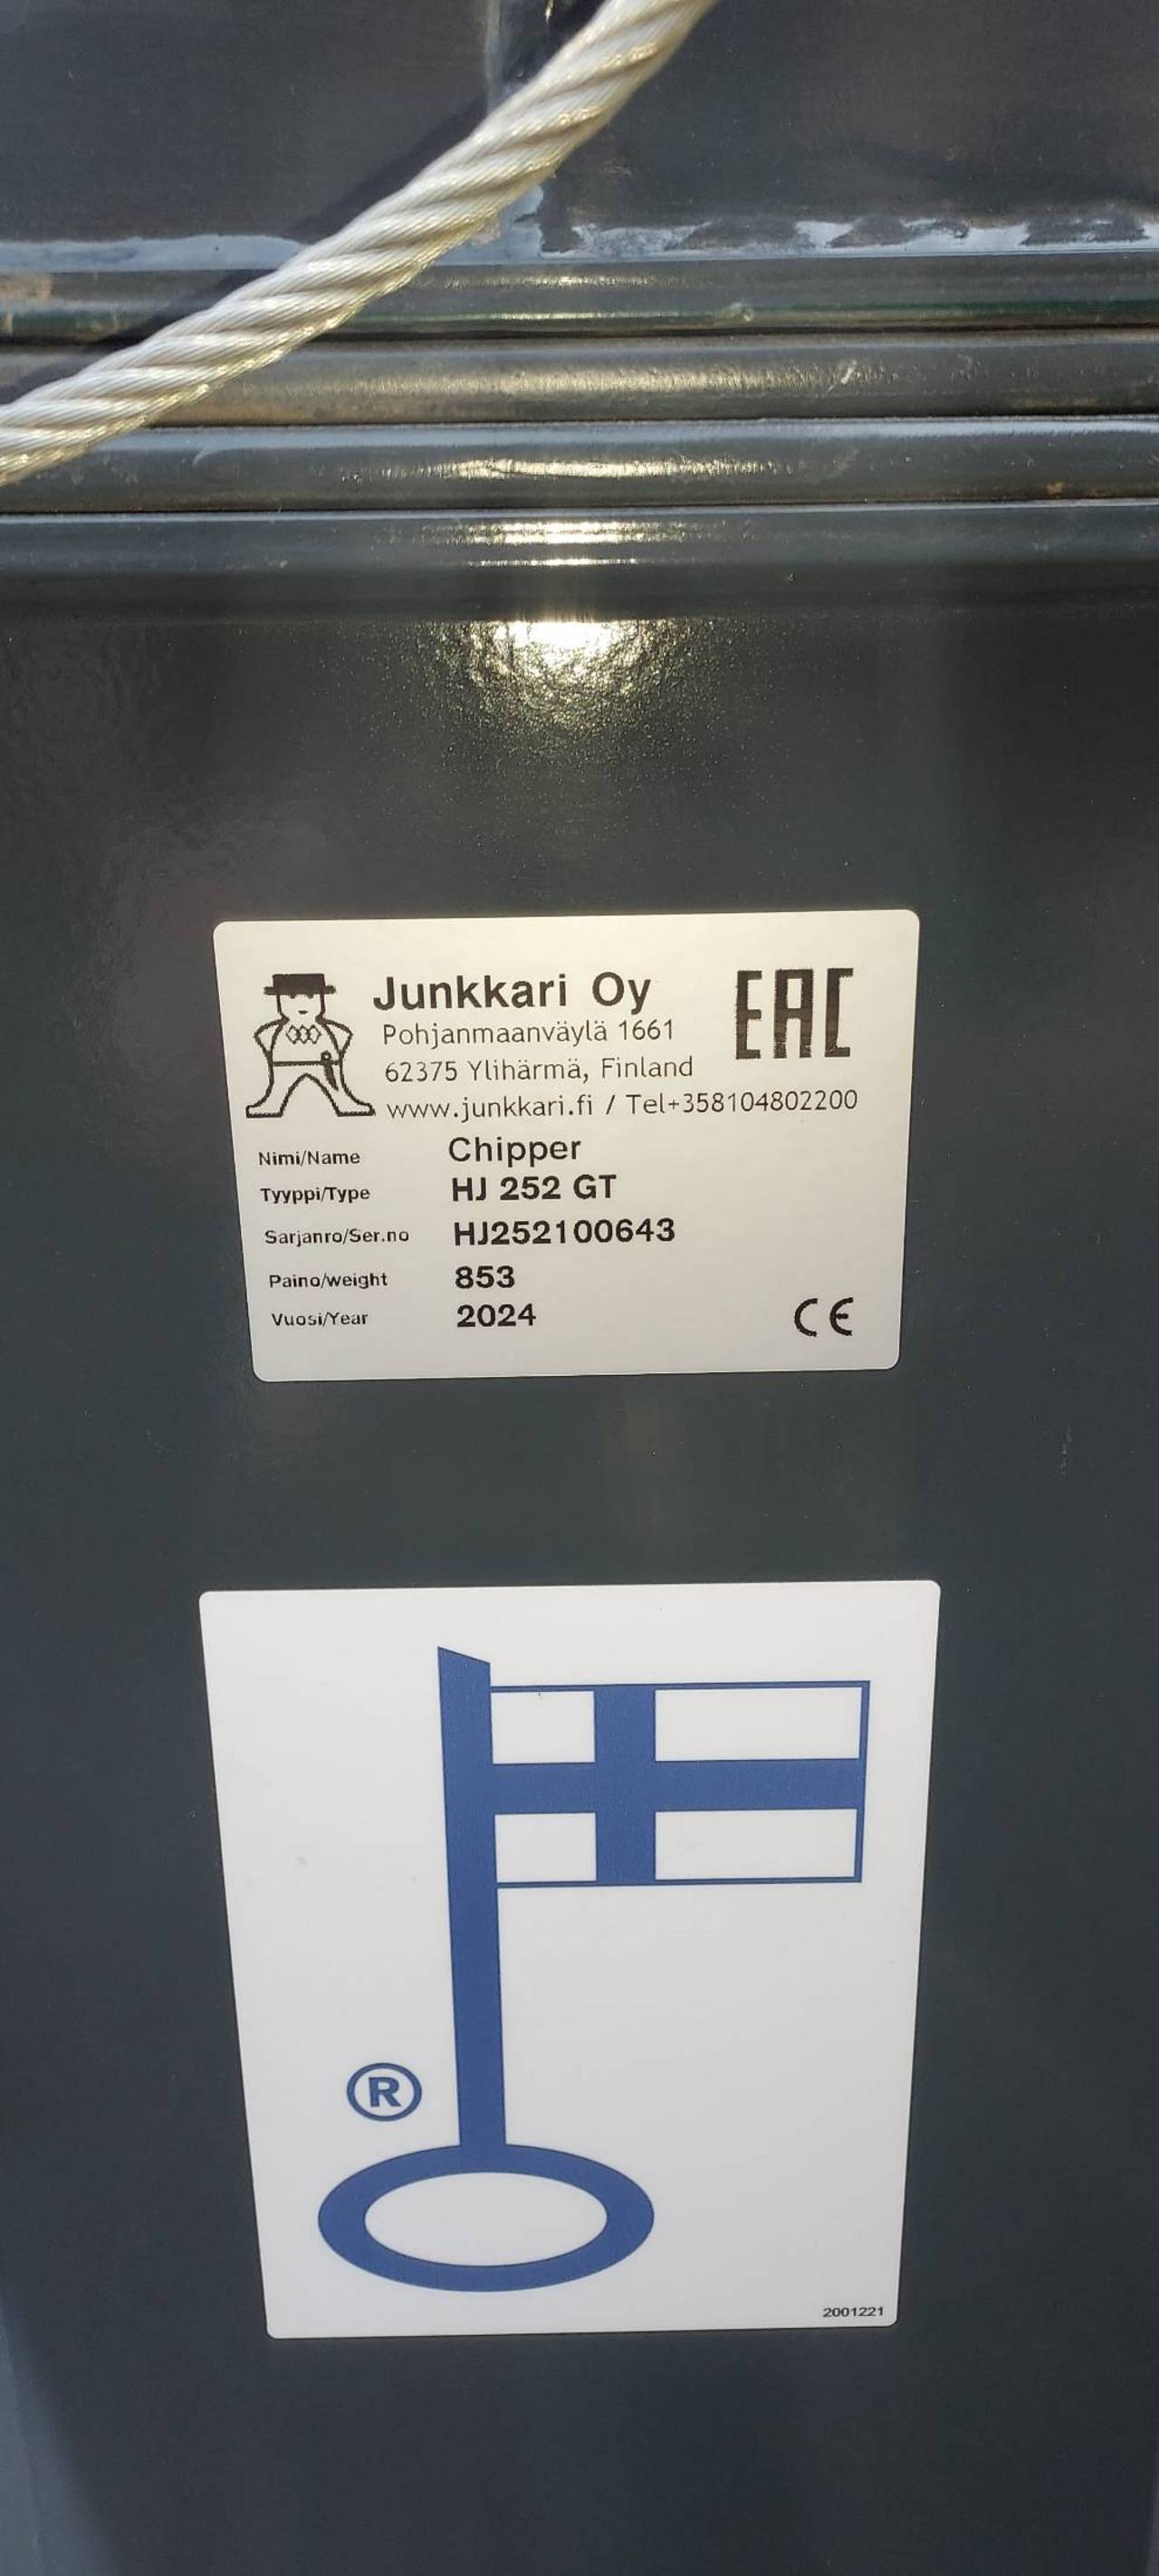 Junkkari Oy
EAC
Pohjanmaanväylä 1661
62375 Ylihärmä, Finland
www.junkkari.fi / Tel+358104802200
Nimi/Name Chipper
Tyyppi/Type HJ 252 GT
Sarjanro/Ser.no HJ252100643
Paino/weight 853
Vuosi/Year 2024
CE
®
2001221